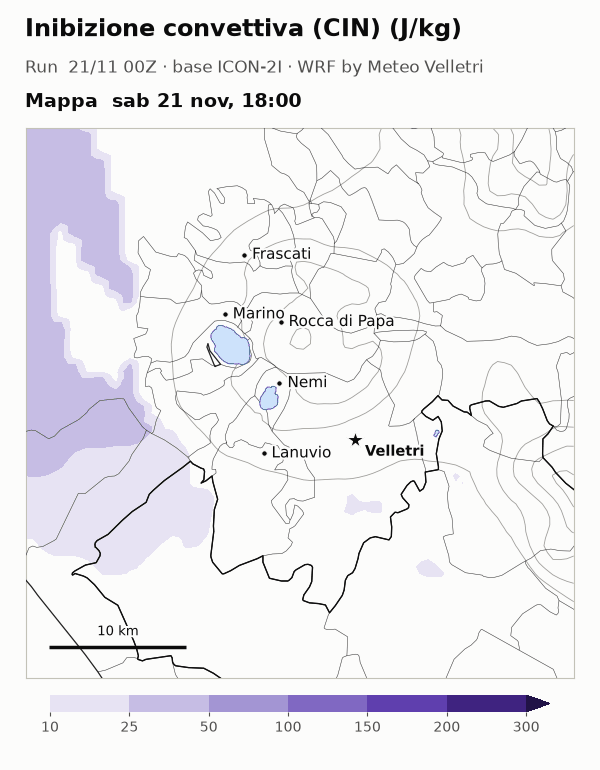 Inibizione convettiva (CIN) (J/kg)
Run 21/11 00Z · base ICON-2I · WRF by Meteo Velletri
Mappa sab 21 nov, 18:00
Frascati
Marino
Rocca di Papa
Nemi
Velletri
Lanuvio
10 km
10 25 50 100 150 200 300